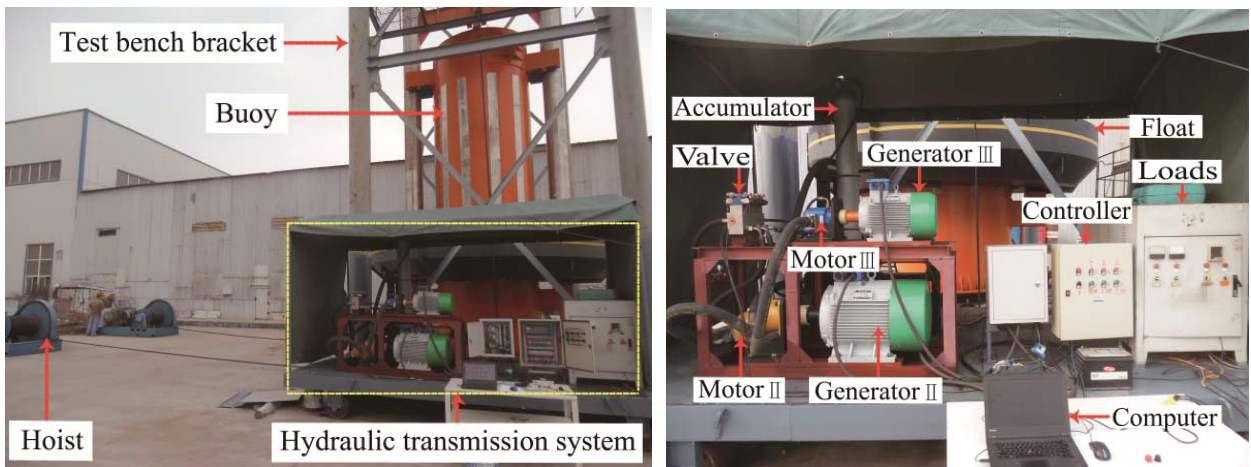 Test bench bracket
Buoy
Hoist
Hydraulic transmission system
Accumulator
Float
Valve
Generator Ⅲ
Loads
Controller
Motor Ⅲ
Motor Ⅱ
Generator Ⅱ
Computer